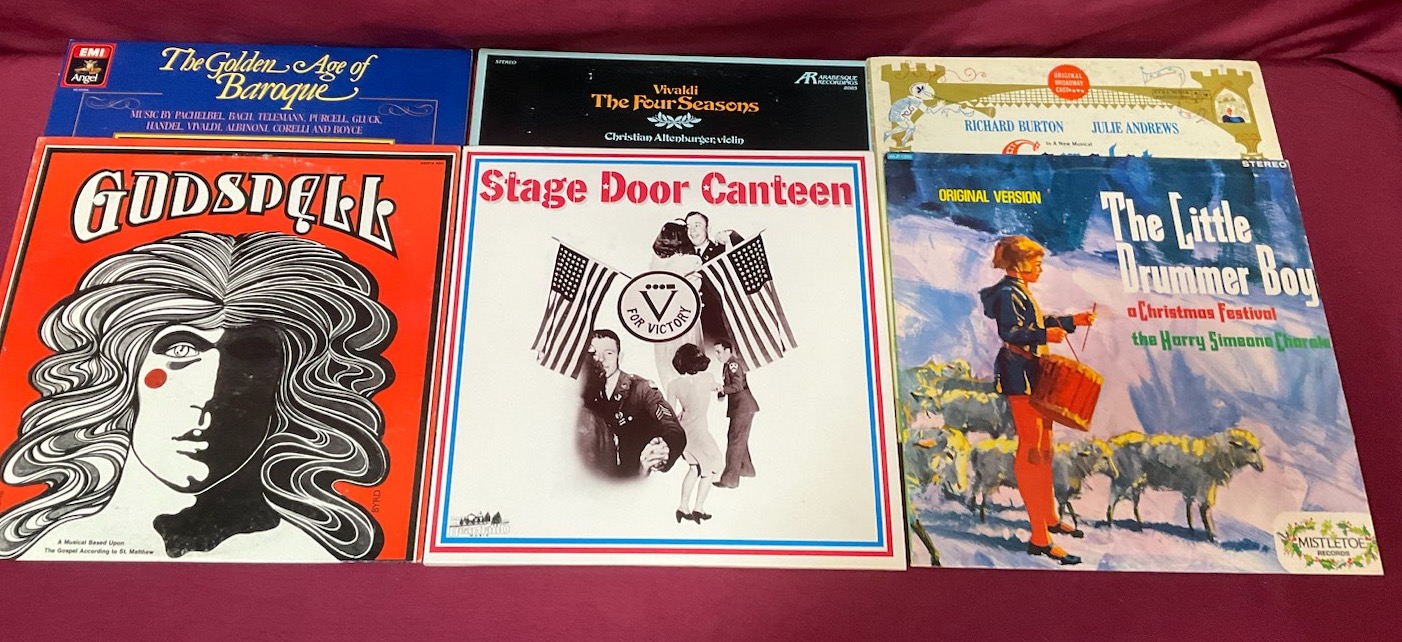 EMI
Angel
The Golden Age of
Baroque
MUSIC BY PACHELBEL, BACH, TELEMANN, PURCELL, GLUCK,
HANDEL, VIVALDI, ALBINONI, CORELLI AND BOYCE
STEREO
AR ARABESQUE
RECORDINGS
8085
Vivaldi
The Four Seasons
Christian Altenburger, violin
ORIGINAL
BROADWAY
CAST
RICHARD BURTON JULIE ANDREWS
in A New Musical
GODSPELL
BYRD
A Musical Based Upon
The Gospel According to St. Matthew
Stage Door Canteen
V
FOR VICTORY
STEREO
ORIGINAL VERSION
The Little
Drummer Boy
a Christmas Festival
the Harry Simeone Chorale
MISTLETOE
RECORDS